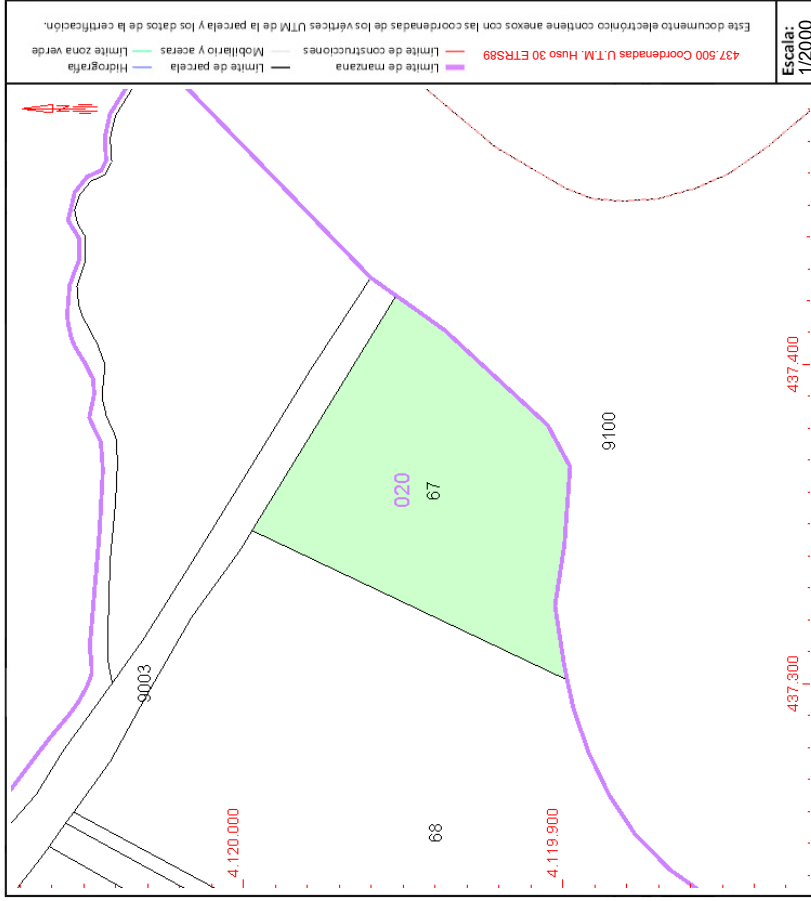 Este documento electrónico contiene anexos con las coordenadas de los vértices UTM de la parcela y los datos de la certificación.
437.500 Coordenadas U.T.M. Huso 30 ETRS89
Límite de manzana
Límite de construcciones
Límite de parcela
Mobiliario y aceras
Hidrografía
Límite zona verde
Escala:
1/2000
N
9003
020
67
9100
68
4.120.000
4.119.900
437.400
437.300